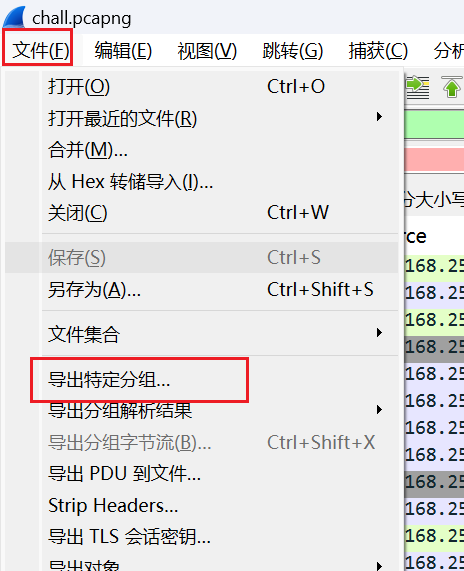 chall.pcapng
文件(F) 编辑(E) 视图(V) 跳转(G) 捕获(C) 分析
打开(O) Ctrl+O
打开最近的文件(R)
合并(M)...
从 Hex 转储导入(I)...
关闭(C) Ctrl+W
保存(S) Ctrl+S
另存为(A)... Ctrl+Shift+S
文件集合
导出特定分组...
导出分组解析结果
导出分组字节流(B)... Ctrl+Shift+X
导出 PDU 到文件...
Strip Headers...
导出 TLS 会话密钥...
导出对象
分大小写
rce
168.25
168.25
168.25
168.25
168.25
168.25
168.25
168.25
168.25
168.25
168.25
168.25